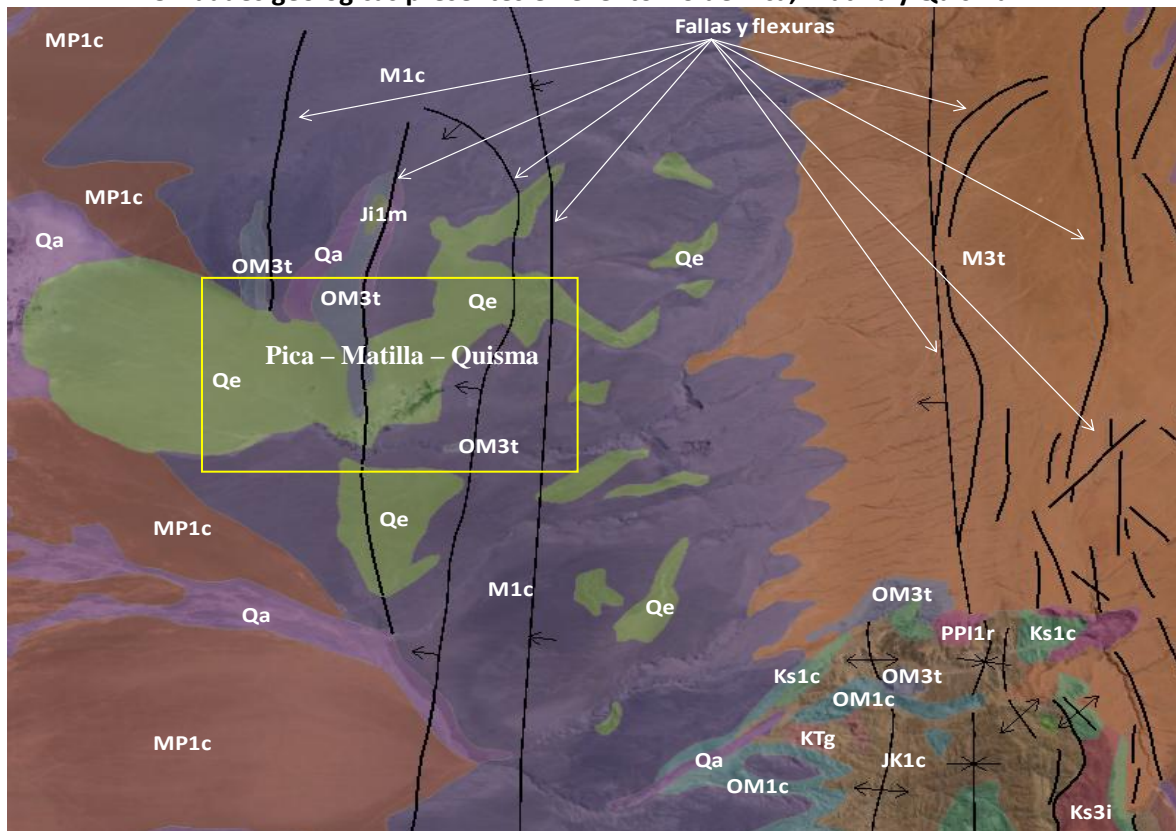 Fallas y flexuras
MP1c
M1c
MP1c
Ji1m
Qa
Qa
OM3t
OM3t
Qe
Qe
M3t
Pica – Matilla – Quisma
Qe
OM3t
Qe
MP1c
M1c
Qe
OM3t
Qa
PPl1r
Ks1c
Ks1c
OM3t
OM1c
MP1c
KTg
Qa
JK1c
OM1c
Ks3i